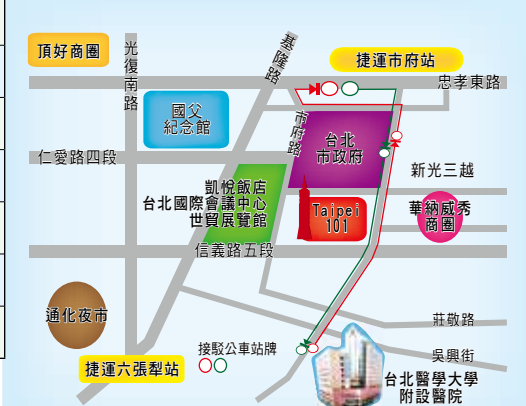 頂好商圈
光復南路
基隆路
捷運市府站
忠孝東路
國父
紀念館
市府路
台北
市政府
仁愛路四段
新光三越
凱悅飯店
台北國際會議中心
世貿展覽館
Taipei
101
華納威秀
商圈
信義路五段
通化夜市
莊敬路
接駁公車站牌
吳興街
捷運六張犁站
台北醫學大學
附設醫院